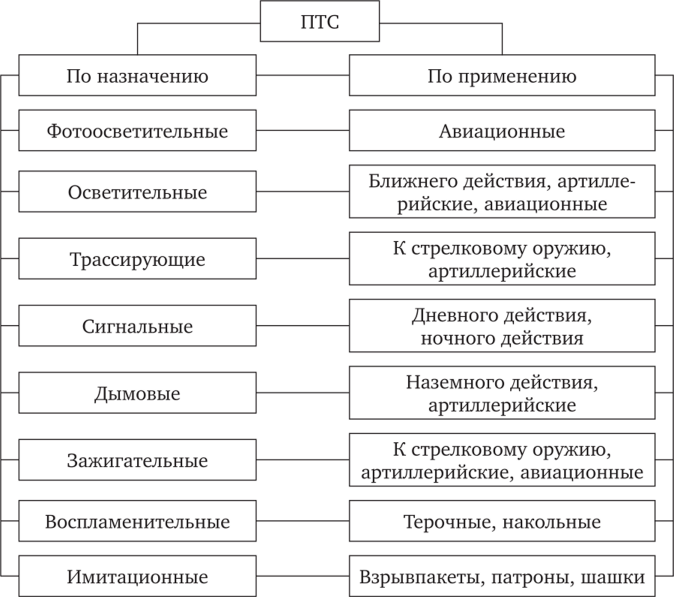 ПТС
По назначению
По применению
Фотоосветительные
Авиационные
Осветительные
Ближнего действия, артилле-
рийские, авиационные
Трассирующие
К стрелковому оружию,
артиллерийские
Сигнальные
Дневного действия,
ночного действия
Дымовые
Наземного действия,
артиллерийские
Зажигательные
К стрелковому оружию,
артиллерийские, авиационные
Воспламенительные
Терочные, накольные
Имитационные
Взрывпакеты, патроны, шашки